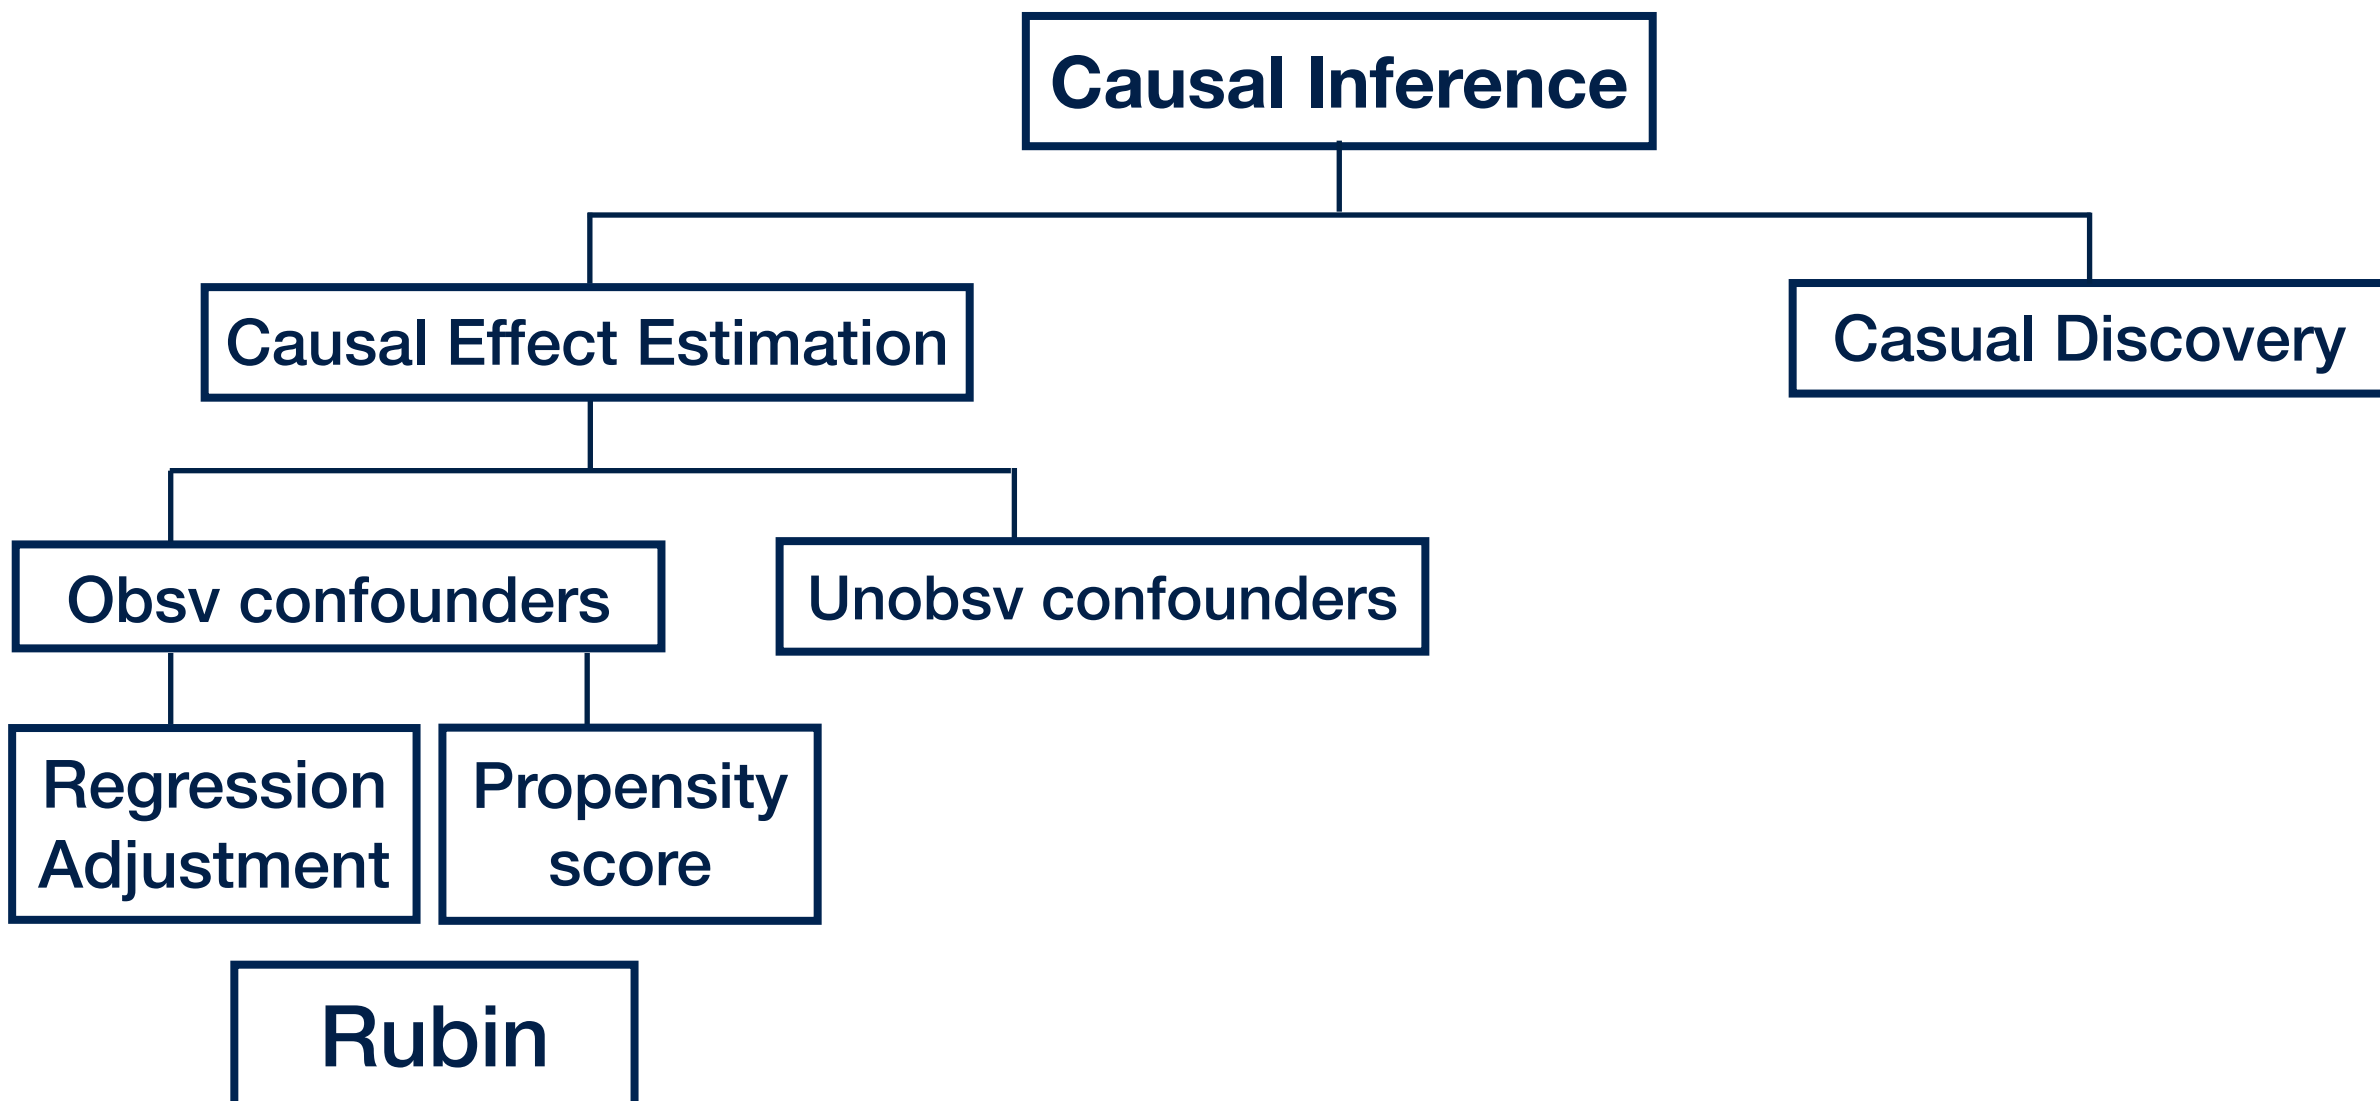 Causal Inference
Causal Effect Estimation
Casual Discovery
Obsv confounders
Unobsv confounders
Regression
Adjustment
Propensity
score
Rubin